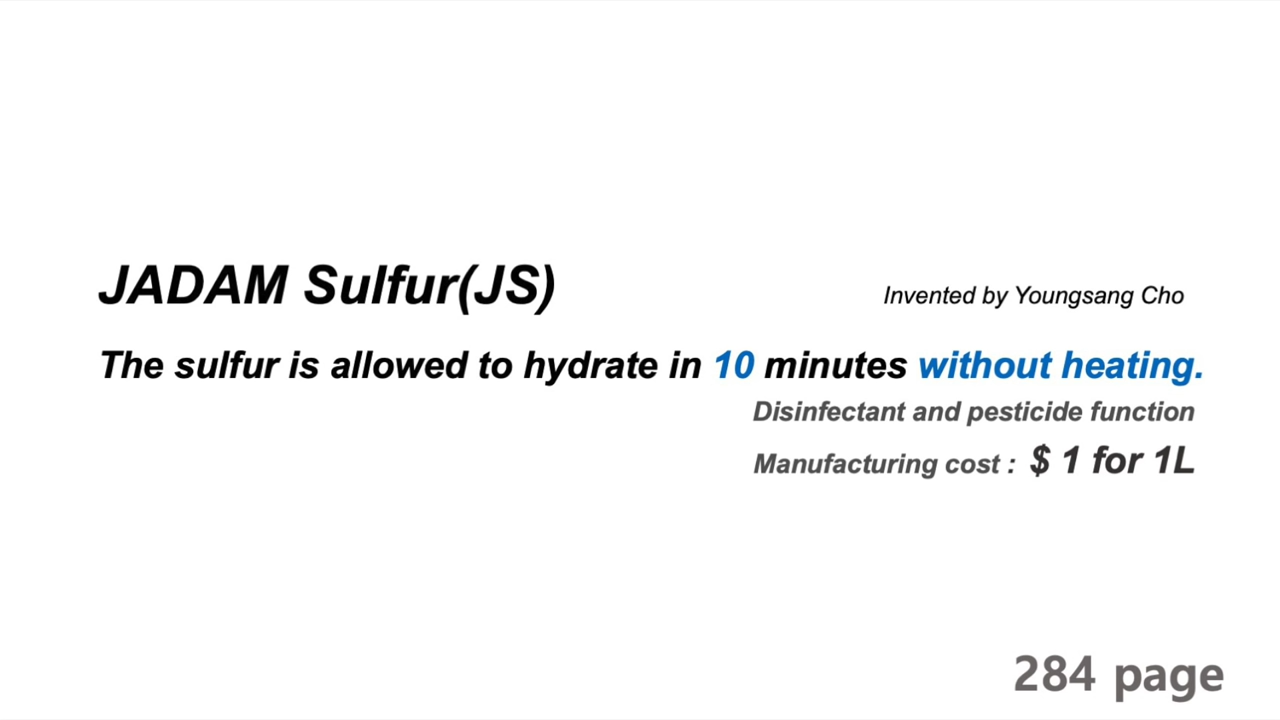 JADAM Sulfur(JS)
Invented by Youngsang Cho
The sulfur is allowed to hydrate in 10 minutes without heating.
Disinfectant and pesticide function
Manufacturing cost : $ 1 for 1L
284 page